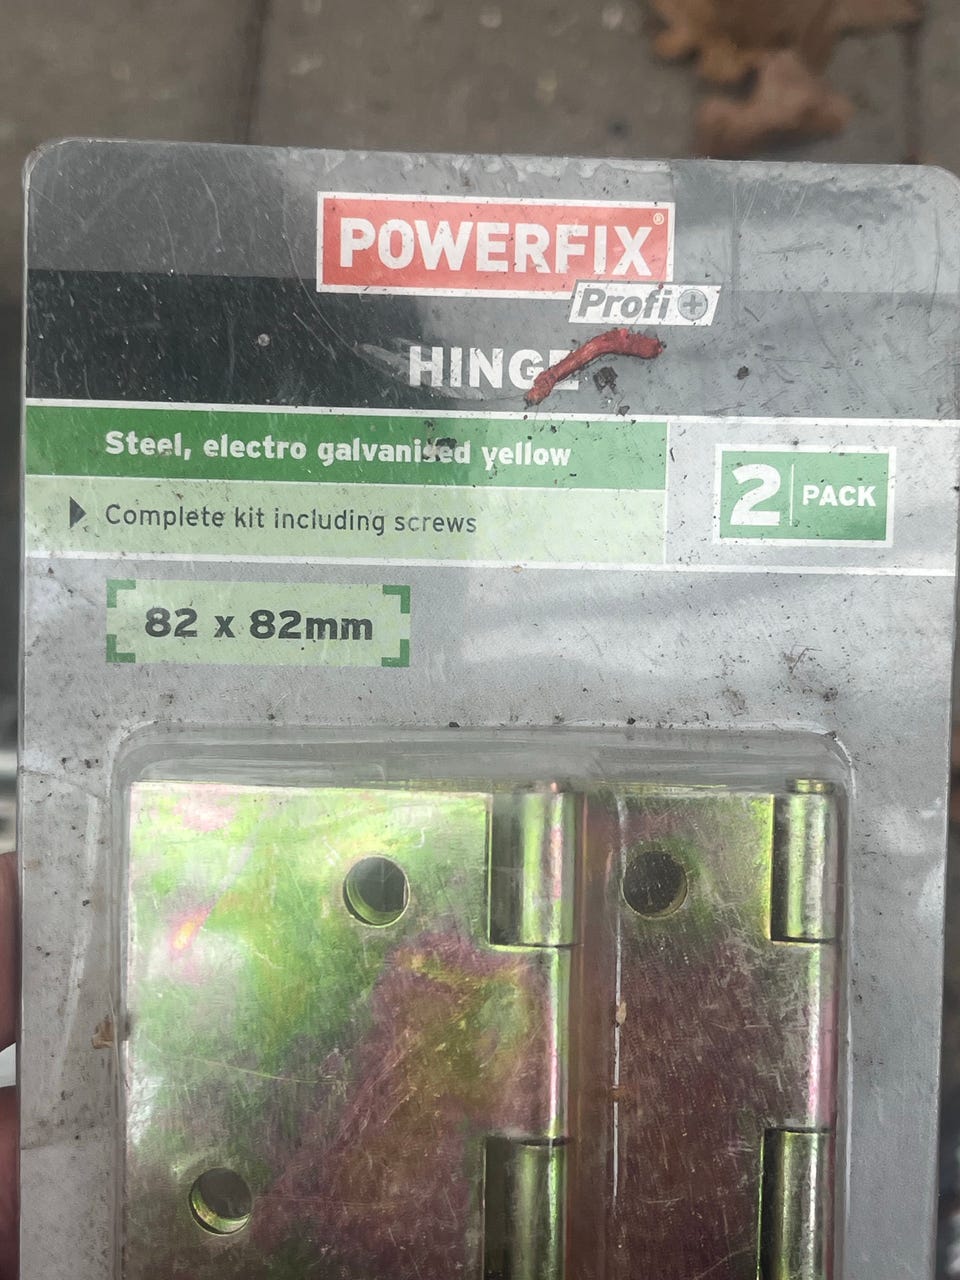 POWERFIX®
Profi+
HINGE
Steel, electro galvanised yellow
Complete kit including screws
2 PACK
82 x 82mm